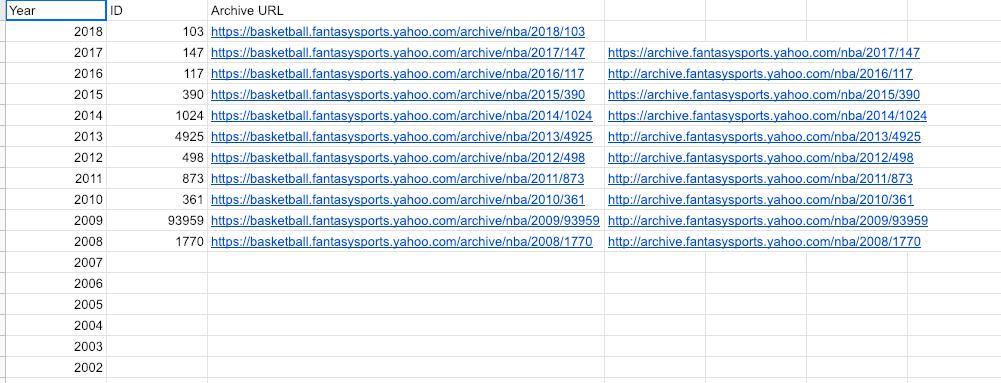 Year ID Archive URL
2018 103 https://basketball.fantasysports.yahoo.com/archive/nba/2018/103
2017 147 https://basketball.fantasysports.yahoo.com/archive/nba/2017/147 https://archive.fantasysports.yahoo.com/nba/2017/147
2016 117 https://basketball.fantasysports.yahoo.com/archive/nba/2016/117 http://archive.fantasysports.yahoo.com/nba/2016/117
2015 390 https://basketball.fantasysports.yahoo.com/archive/nba/2015/390 https://archive.fantasysports.yahoo.com/nba/2015/390
2014 1024 https://basketball.fantasysports.yahoo.com/archive/nba/2014/1024 https://archive.fantasysports.yahoo.com/nba/2014/1024
2013 4925 https://basketball.fantasysports.yahoo.com/archive/nba/2013/4925 http://archive.fantasysports.yahoo.com/nba/2013/4925
2012 498 https://basketball.fantasysports.yahoo.com/archive/nba/2012/498 http://archive.fantasysports.yahoo.com/nba/2012/498
2011 873 https://basketball.fantasysports.yahoo.com/archive/nba/2011/873 http://archive.fantasysports.yahoo.com/nba/2011/873
2010 361 https://basketball.fantasysports.yahoo.com/archive/nba/2010/361 http://archive.fantasysports.yahoo.com/nba/2010/361
2009 93959 https://basketball.fantasysports.yahoo.com/archive/nba/2009/93959 http://archive.fantasysports.yahoo.com/nba/2009/93959
2008 1770 https://basketball.fantasysports.yahoo.com/archive/nba/2008/1770 http://archive.fantasysports.yahoo.com/nba/2008/1770
2007
2006
2005
2004
2003
2002